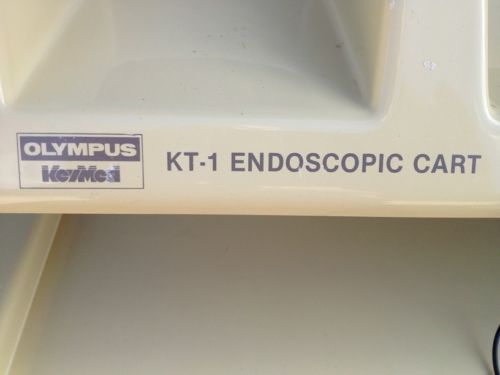 OLYMPUS
KeyMed
KT-1 ENDOSCOPIC CART